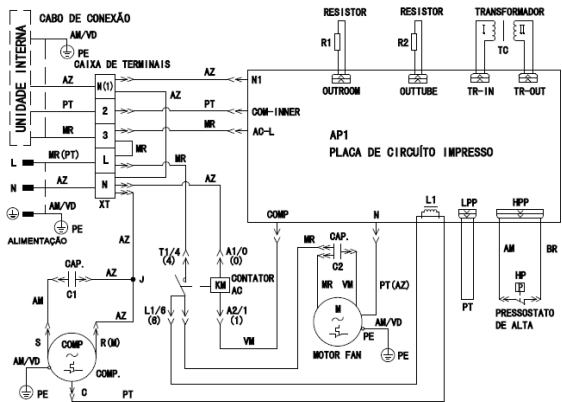 CABO DE CONEXÃO
UNIDADE INTERNA
AM/VD
PE
CAIXA DE TERMINAIS
AZ
N(1)
AZ
N1
PT
2
PT
COM-INNER
MR
3
MR
AC-L
AZ
L
MR(PT)
L
MR
N
AZ
N
AZ
XT
AM/VD
PE
ALIMENTAÇÃO
RESISTOR
R1
OUTROOM
RESISTOR
R2
OUTTUBE
TRANSFORMADOR
I
II
TC
TR-IN
TR-OUT
AP1
PLACA DE CIRCUÍTO IMPRESSO
COMP
N
L1
LPP
HPP
AZ
T1/4
(4)
A1/0
(0)
MR
CAP.
C2
MR
VM
PT(AZ)
AM
BR
HP
P
PRESSOSTATO
DE ALTA
PT
CAP.
C1
AZ
J
AM
KM
CONTATOR
AC
L1/6
(6)
A2/1
(1)
VM
AZ
S
COMP
R(M)
AM/VD
COMP.
PE
C
PT
M
MOTOR FAN
PE
AM/VD
PE